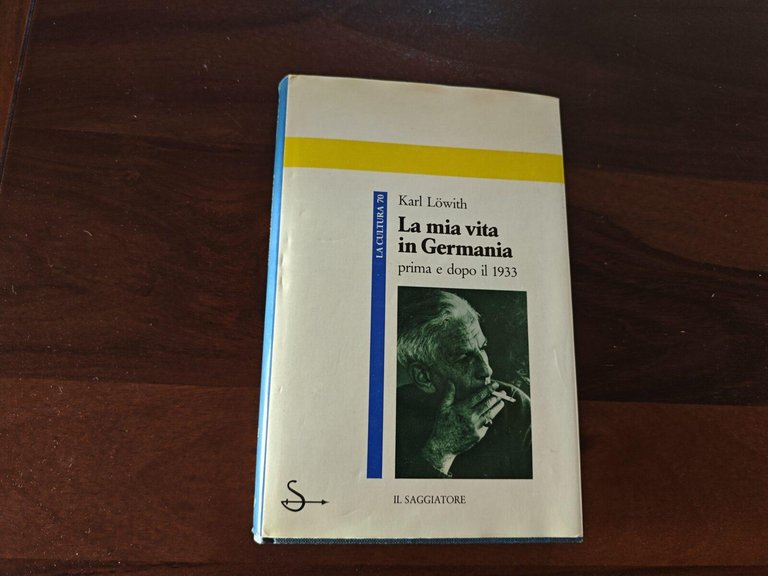 Karl Löwith
La mia vita
in Germania
prima e dopo il 1933
LA CULTURA 70
IL SAGGIATORE